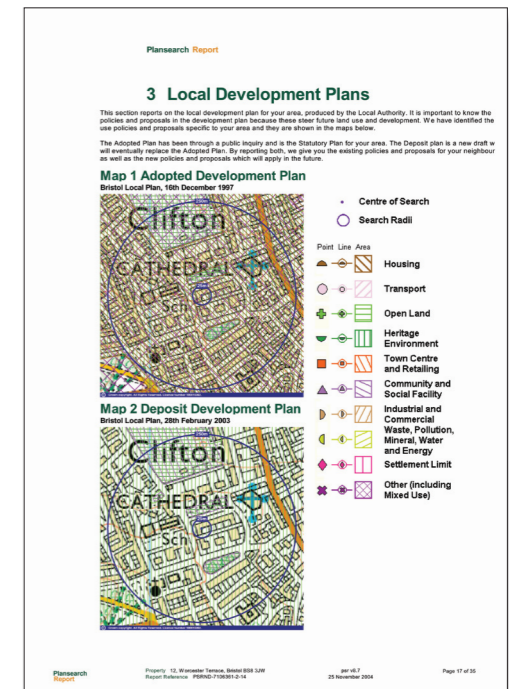 Plansearch Report
3 Local Development Plans
This section reports on the local development plan for your area, produced by the Local Authority. It is important to know the
policies and proposals in the development plan because these steer future land use and development. We have identified the
use policies and proposals specific to your area and they are shown in the maps below.
The Adopted Plan has been through a public inquiry and is the Statutory Plan for your area. The Deposit plan is a new draft w
will eventually replace the Adopted Plan. By reporting both, we give you the existing policies and proposals for your neighbour
as well as the new policies and proposals which will apply in the future.
Map 1 Adopted Development Plan
Bristol Local Plan, 16th December 1997
Clifton
CATHEDRAL
Sch
Centre of Search
Search Radii
Point Line Area
Housing
Transport
Open Land
Heritage
Environment
Town Centre
and Retailing
Community and
Social Facility
Industrial and
Commercial
Waste, Pollution,
Mineral, Water
and Energy
Settlement Limit
Other (including
Mixed Use)
Map 2 Deposit Development Plan
Bristol Local Plan, 28th February 2003
Clifton
CATHEDRAL
Sch
Plansearch
Report
Property 12, Worcester Terrace, Bristol BS8 3JW
Report Reference PSRND-7106361-2-14
psr v6.7
25 November 2004
Page 17 of 35